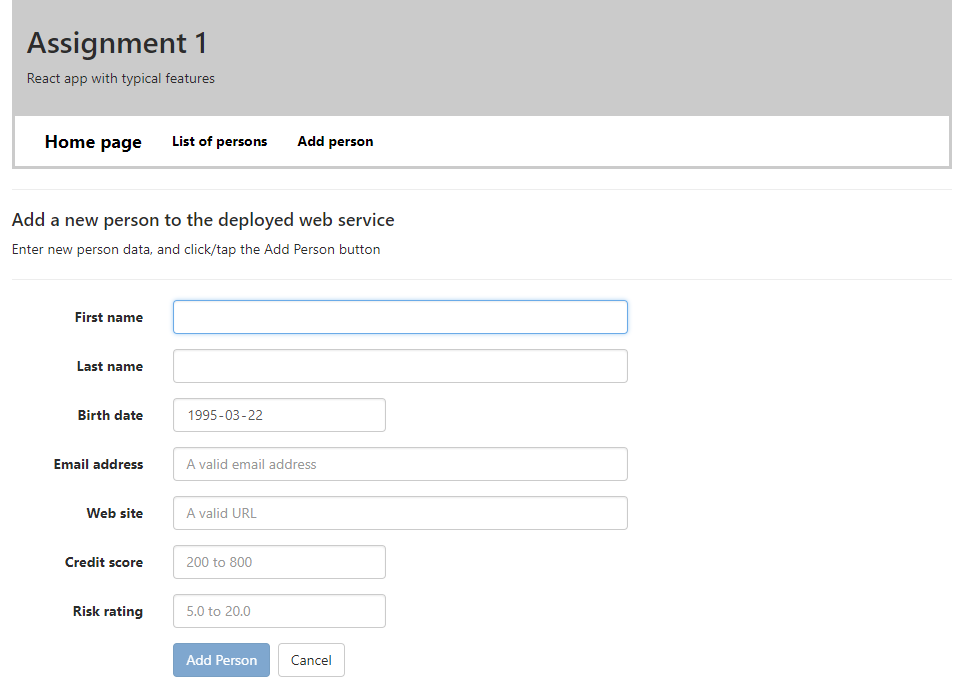 Assignment 1
React app with typical features
Home page List of persons Add person
Add a new person to the deployed web service
Enter new person data, and click/tap the Add Person button
First name
Last name
Birth date 1995-03-22
Email address A valid email address
Web site A valid URL
Credit score 200 to 800
Risk rating 5.0 to 20.0
Add Person Cancel